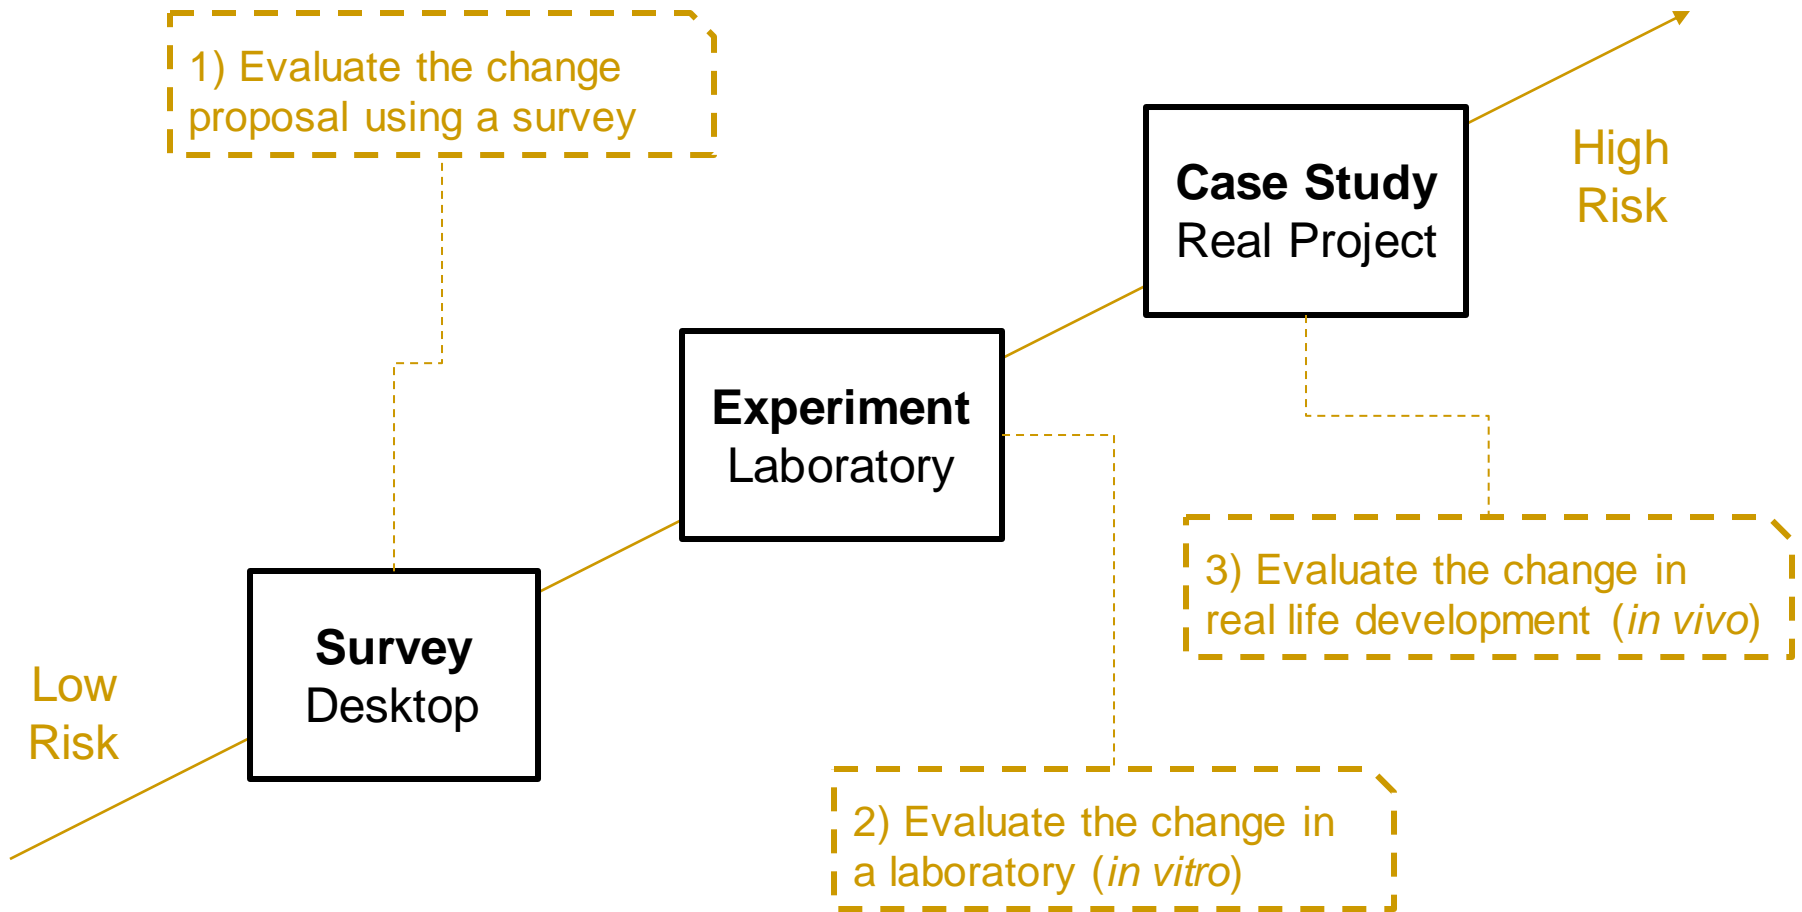 1) Evaluate the change
proposal using a survey
High
Risk
Case Study
Real Project
Experiment
Laboratory
3) Evaluate the change in
real life development (in vivo)
Survey
Desktop
Low
Risk
2) Evaluate the change in
a laboratory (in vitro)